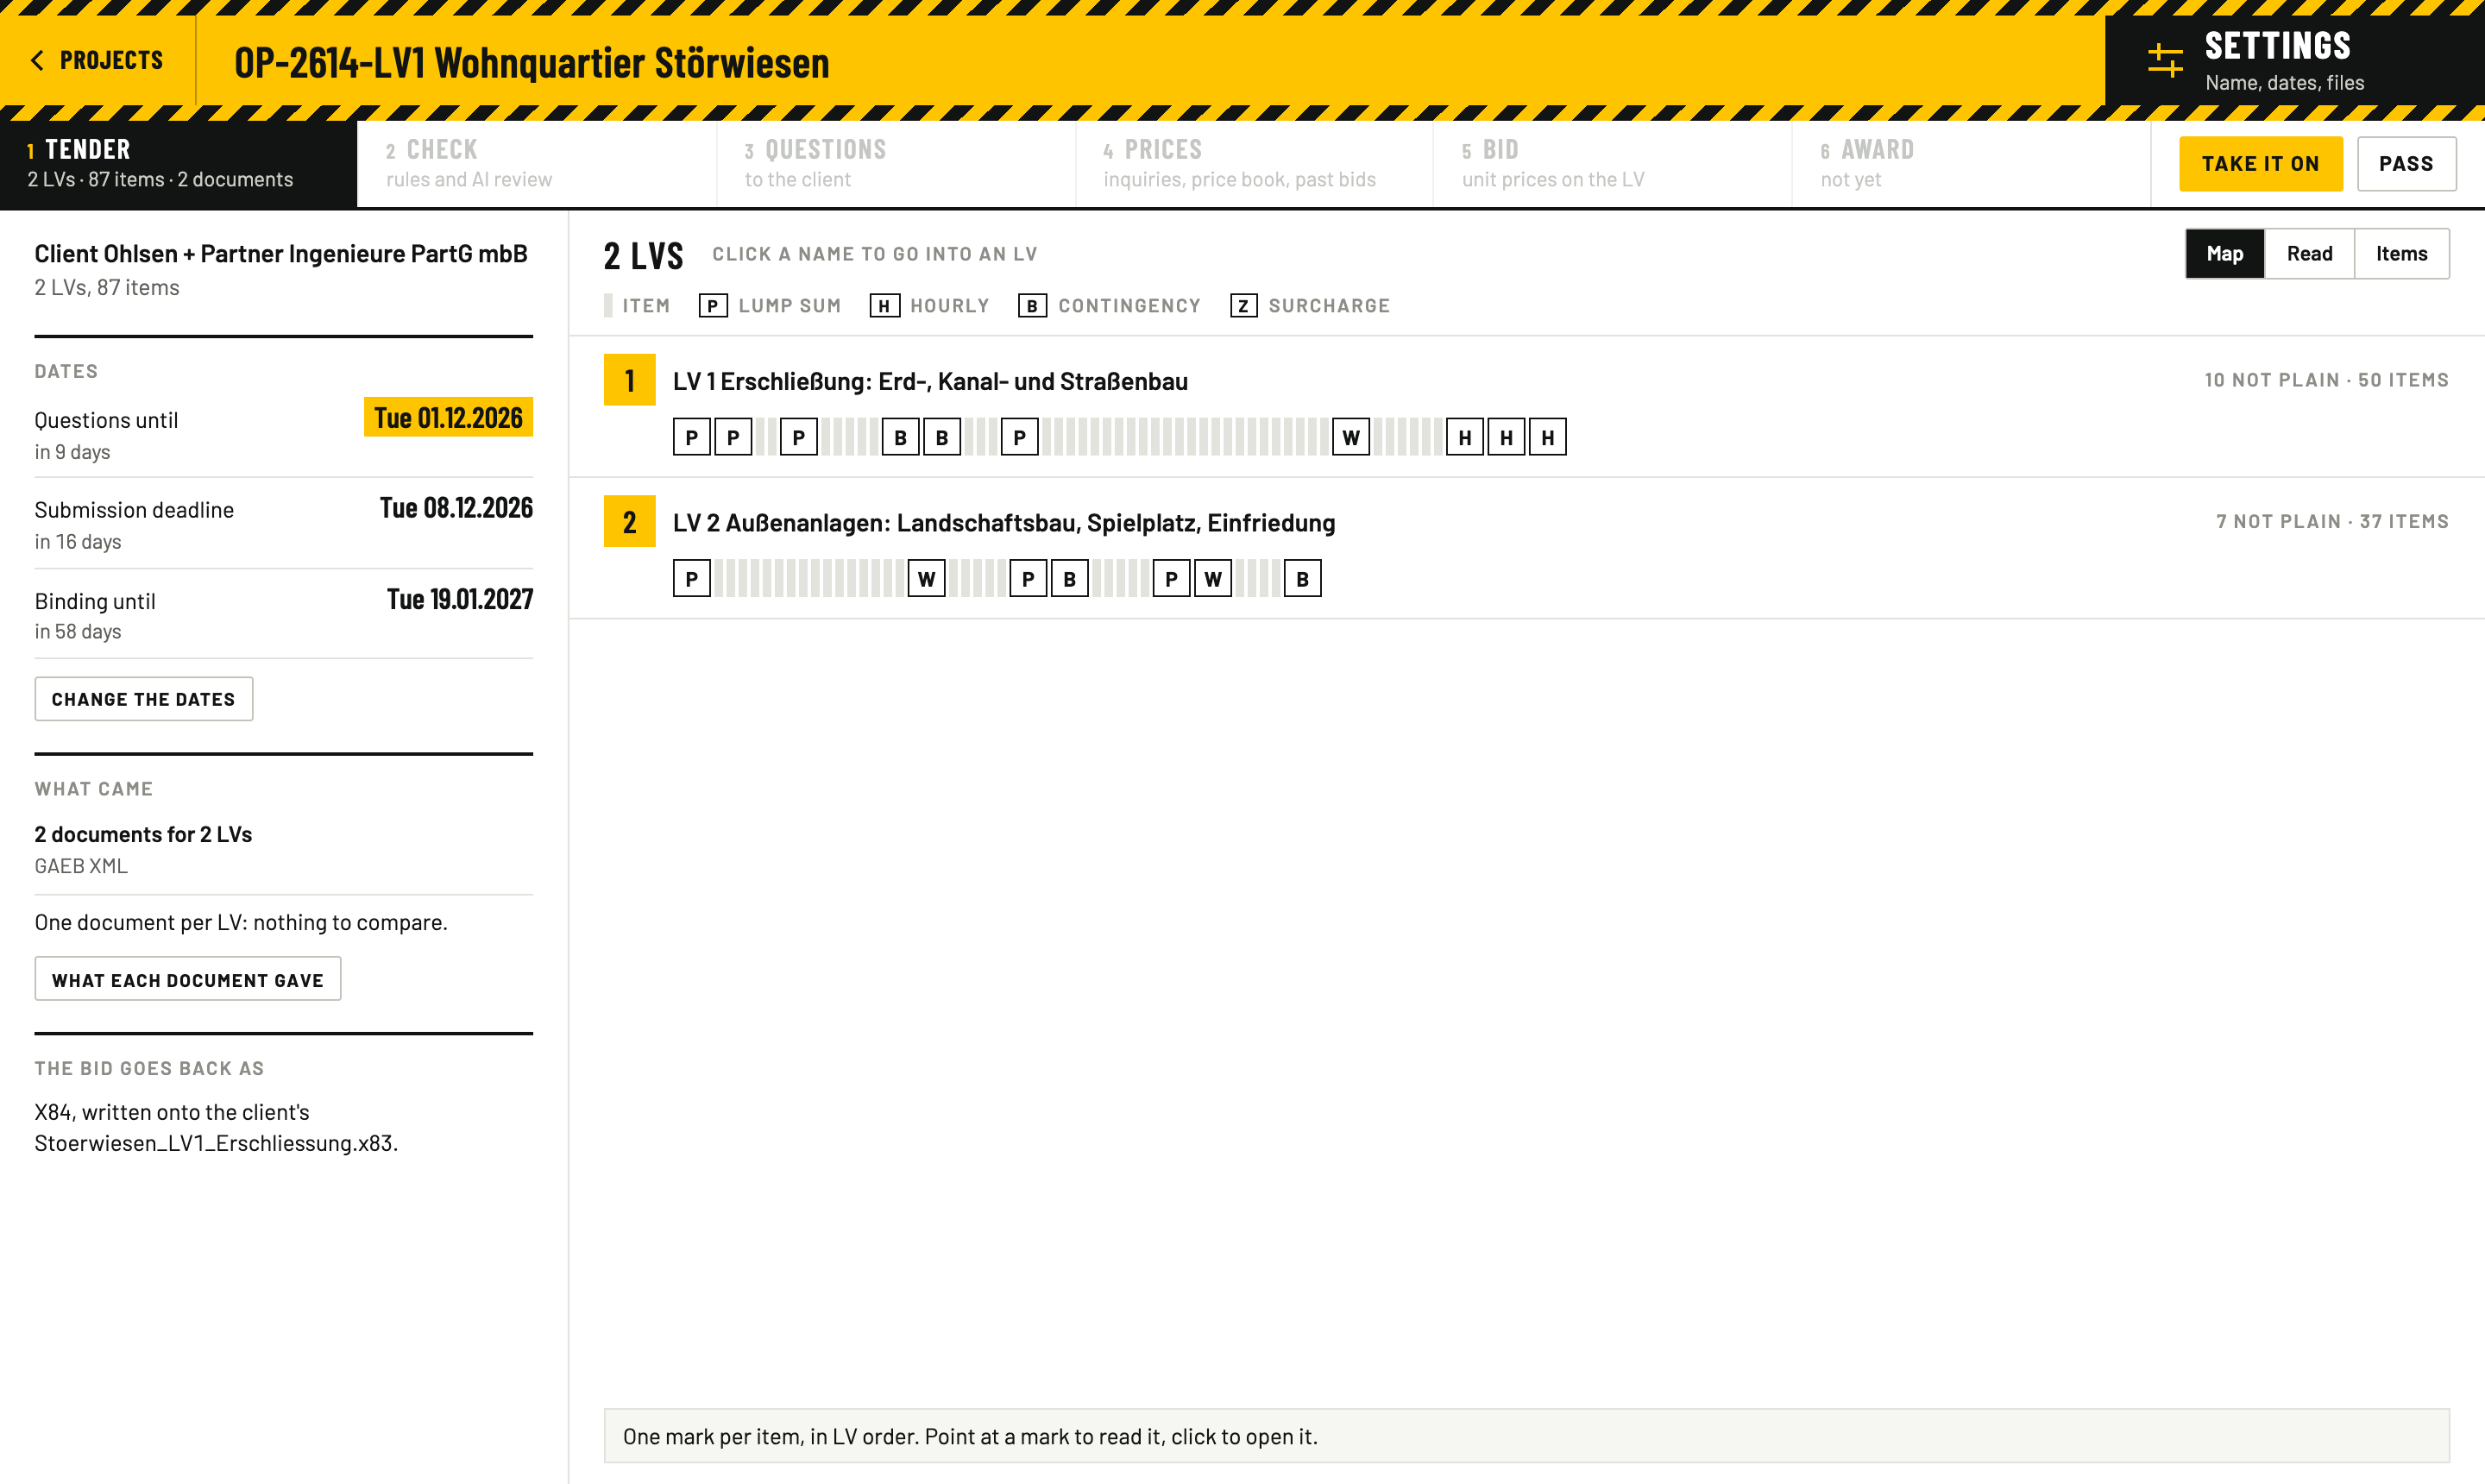 PROJECTS
OP-2614-LV1 Wohnquartier Störwiesen
SETTINGS
Name, dates, files
1 TENDER
2 LVs · 87 items · 2 documents
2 CHECK
rules and AI review
3 QUESTIONS
to the client
4 PRICES
inquiries, price book, past bids
5 BID
unit prices on the LV
6 AWARD
not yet
TAKE IT ON
PASS
Client Ohlsen + Partner Ingenieure PartG mbB
2 LVs, 87 items
DATES
Questions until
Tue 01.12.2026
in 9 days
Submission deadline
Tue 08.12.2026
in 16 days
Binding until
Tue 19.01.2027
in 58 days
CHANGE THE DATES
WHAT CAME
2 documents for 2 LVs
GAEB XML
One document per LV: nothing to compare.
WHAT EACH DOCUMENT GAVE
THE BID GOES BACK AS
X84, written onto the client's
Stoerwiesen_LV1_Erschliessung.x83.
2 LVS CLICK A NAME TO GO INTO AN LV
Map Read Items
ITEM P LUMP SUM H HOURLY B CONTINGENCY Z SURCHARGE
1 LV 1 Erschließung: Erd-, Kanal- und Straßenbau
10 NOT PLAIN · 50 ITEMS
P P P B B P W H H H
2 LV 2 Außenanlagen: Landschaftsbau, Spielplatz, Einfriedung
7 NOT PLAIN · 37 ITEMS
P W P B P W B
One mark per item, in LV order. Point at a mark to read it, click to open it.